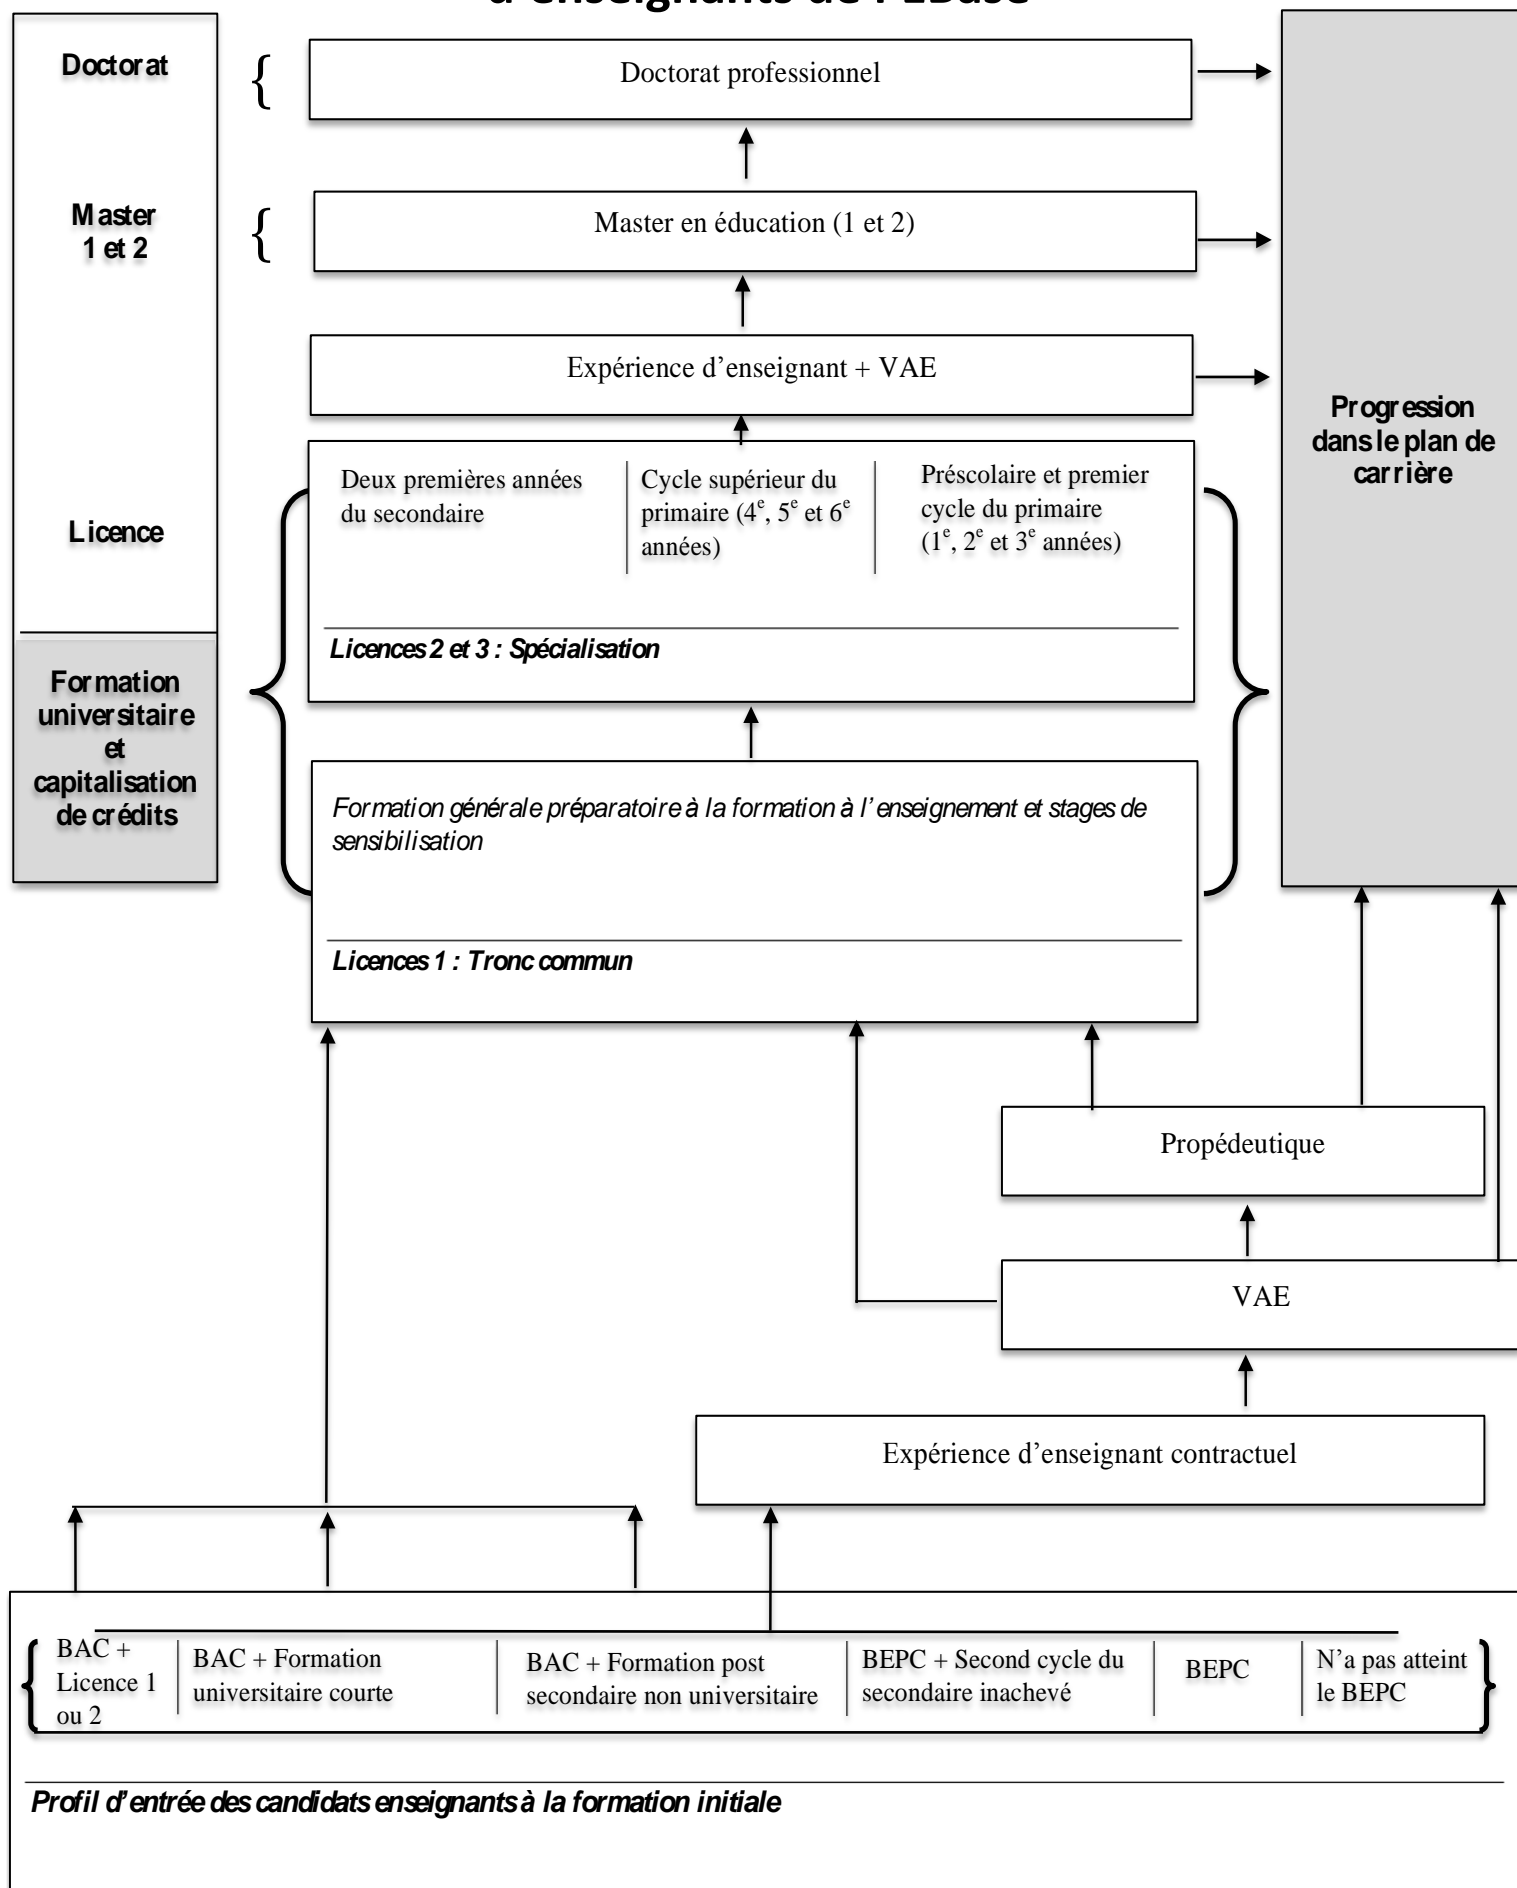 d’enseignants de l’EBase
Doctorat
{
Doctorat professionnel
Master
1 et 2
{
Master en éducation (1 et 2)
Expérience d’enseignant + VAE
Progression
dans le plan de
carrière
Licence
Deux premières années
du secondaire
Cycle supérieur du
primaire (4e, 5e et 6e
années)
Préscolaire et premier
cycle du primaire
(1e, 2e et 3e années)
Licences 2 et 3 : Spécialisation
Formation
universitaire
et
capitalisation
de crédits
Formation générale préparatoire à la formation à l’enseignement et stages de
sensibilisation
Licences 1 : Tronc commun
Propédeutique
VAE
Expérience d’enseignant contractuel
BAC +
Licence 1
ou 2
BAC + Formation
universitaire courte
BAC + Formation post
secondaire non universitaire
BEPC + Second cycle du
secondaire inachevé
BEPC
N’a pas atteint
le BEPC
Profil d’entrée des candidats enseignants à la formation initiale